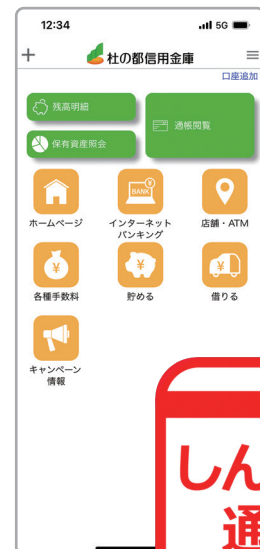 12:34
5G
杜の都信用金庫
口座追加
残高明細
通帳閲覧
保有資産照会
ホームページ
インターネット
バンキング
BANK
店舗・ATM
各種手数料
貯める
借りる
キャンペーン
情報
しん
通